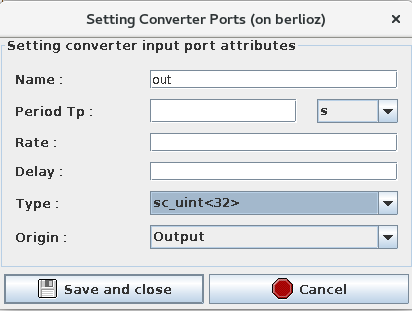 Setting Converter Ports (on berlioz)
Setting converter input port attributes
Name :
out
Period Tp :
s
Rate :
Delay :
Type :
sc_uint<32>
Origin :
Output
Save and close
Cancel